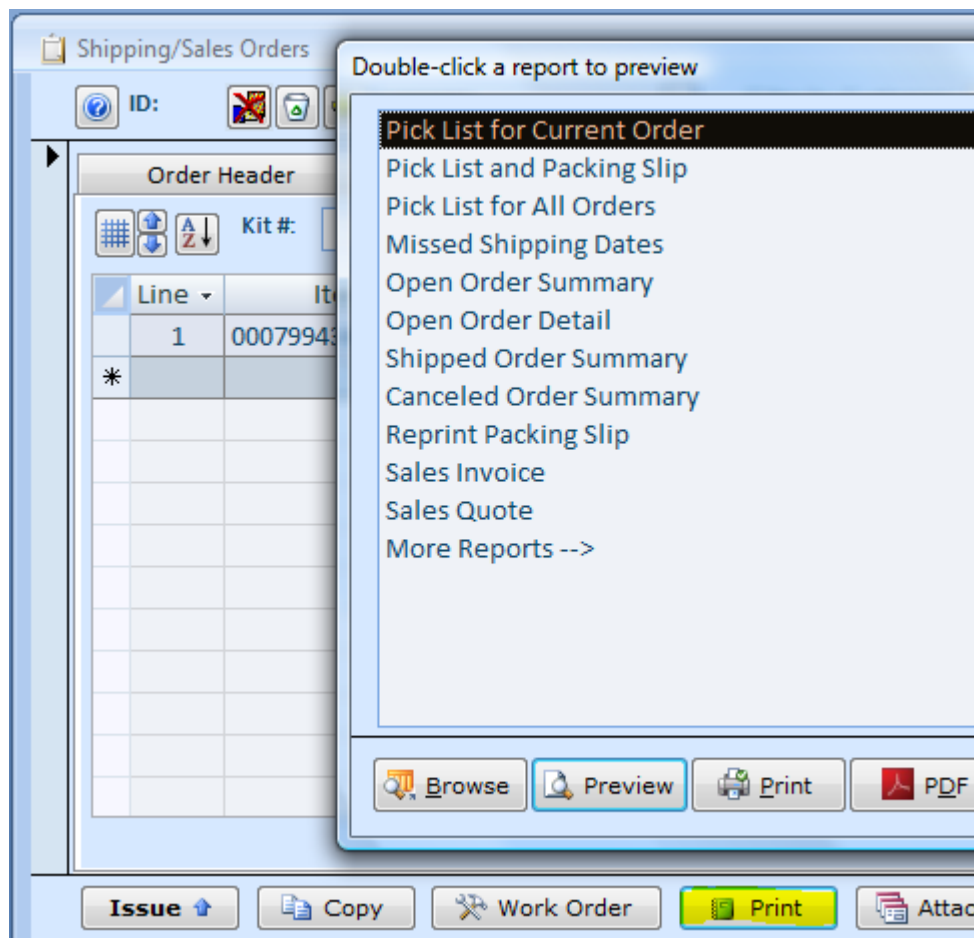 Shipping/Sales Orders
Double-click a report to preview
ID:
Order Header
Kit #:
Line
1 0007994
Pick List for Current Order
Pick List and Packing Slip
Pick List for All Orders
Missed Shipping Dates
Open Order Summary
Open Order Detail
Shipped Order Summary
Canceled Order Summary
Reprint Packing Slip
Sales Invoice
Sales Quote
More Reports -->
Browse Preview Print PDF
Issue Copy Work Order Print